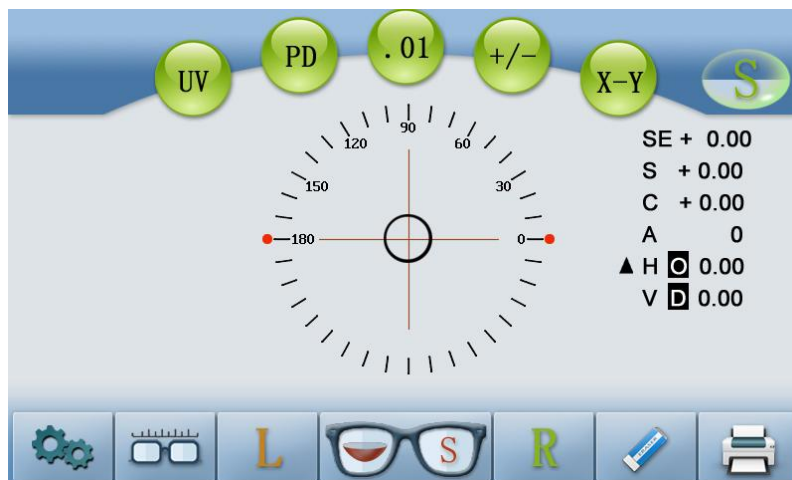 UV
PD
.01
+/-
X-Y
S
90
120
60
150
30
180
0
SE + 0.00
S + 0.00
C + 0.00
A 0
▲ H O 0.00
V D 0.00
L
S
R